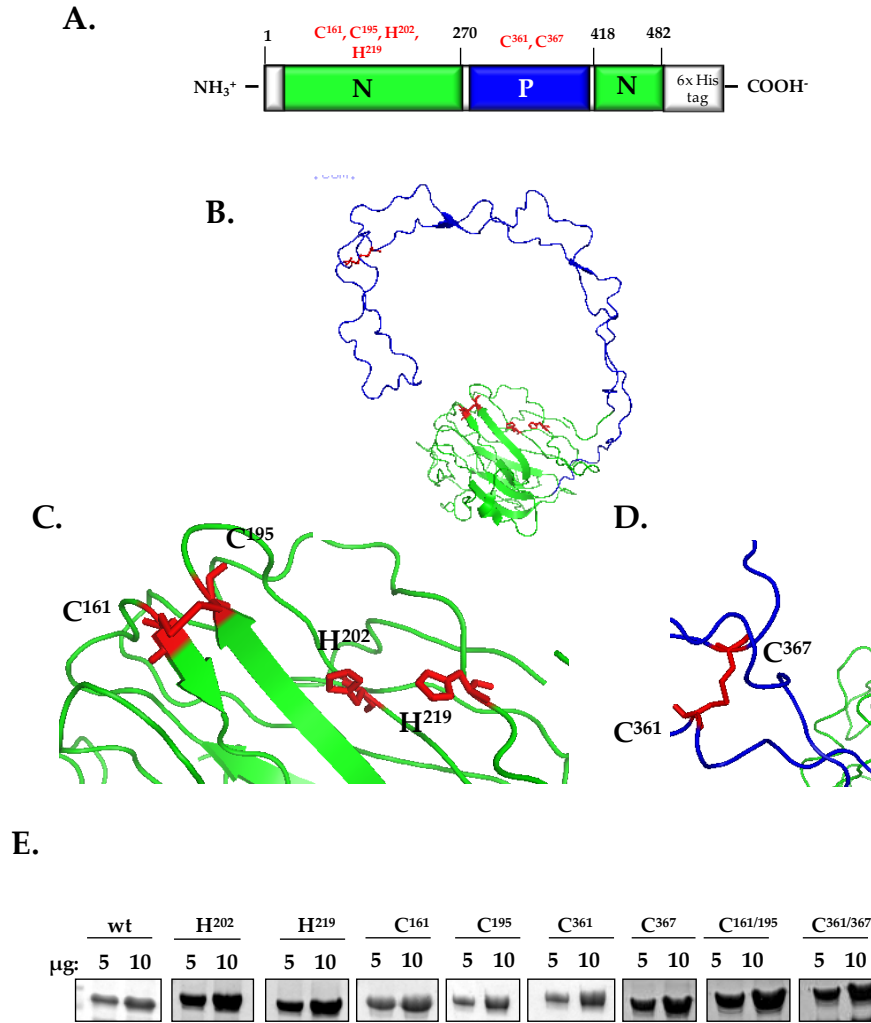 A.
1
C¹⁶¹, C¹⁹⁵, H²⁰²,
H²¹⁹
270
C³⁶¹, C³⁶⁷
418
482
NH₃⁺
N
P
N
6x His
tag
COOH⁻
B.
C.
C¹⁹⁵
C¹⁶¹
H²⁰²
H²¹⁹
D.
C³⁶⁷
C³⁶¹
E.
wt H²⁰² H²¹⁹ C¹⁶¹ C¹⁹⁵ C³⁶¹ C³⁶⁷ C¹⁶¹/¹⁹⁵ C³⁶¹/³⁶⁷
μg: 5 10 5 10 5 10 5 10 5 10 5 10 5 10 5 10 5 10